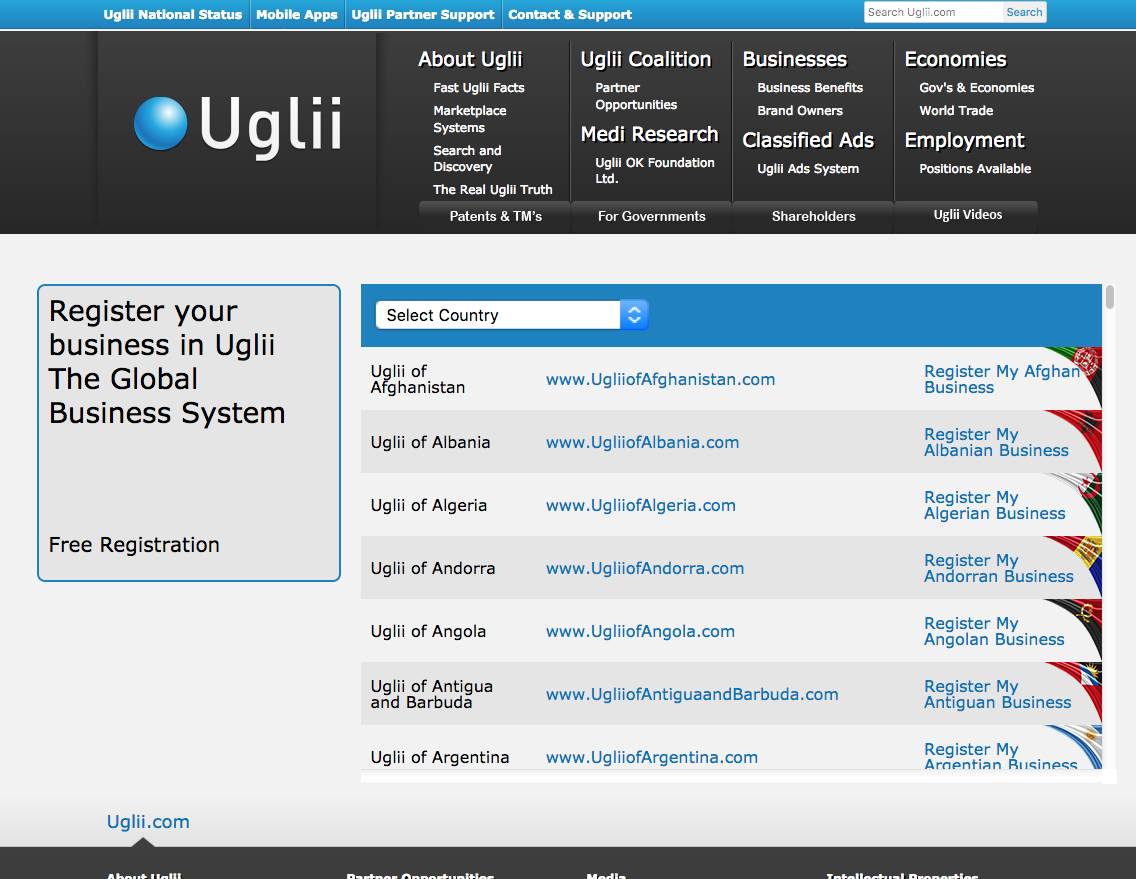 Uglii National Status Mobile Apps Uglii Partner Support Contact & Support Search Uglii.com Search
Uglii
About Uglii
Fast Uglii Facts
Marketplace
Systems
Search and
Discovery
The Real Uglii Truth
Uglii Coalition
Partner
Opportunities
Medi Research
Uglii OK Foundation
Ltd.
Businesses
Business Benefits
Brand Owners
Classified Ads
Uglii Ads System
Economies
Gov's & Economies
World Trade
Employment
Positions Available
Patents & TM's For Governments Shareholders Uglii Videos
Register your
business in Uglii
The Global
Business System
Free Registration
Select Country
Uglii of
Afghanistan
www.UgliiofAfghanistan.com
Register My Afghan
Business
Uglii of Albania
www.UgliiofAlbania.com
Register My
Albanian Business
Uglii of Algeria
www.UgliiofAlgeria.com
Register My
Algerian Business
Uglii of Andorra
www.UgliiofAndorra.com
Register My
Andorran Business
Uglii of Angola
www.UgliiofAngola.com
Register My
Angolan Business
Uglii of Antigua
and Barbuda
www.UgliiofAntiguaandBarbuda.com
Register My
Antiguan Business
Uglii of Argentina
www.UgliiofArgentina.com
Register My
Argentian Business
Uglii.com
About Uglii Partner Opportunities Media Intellectual Properties